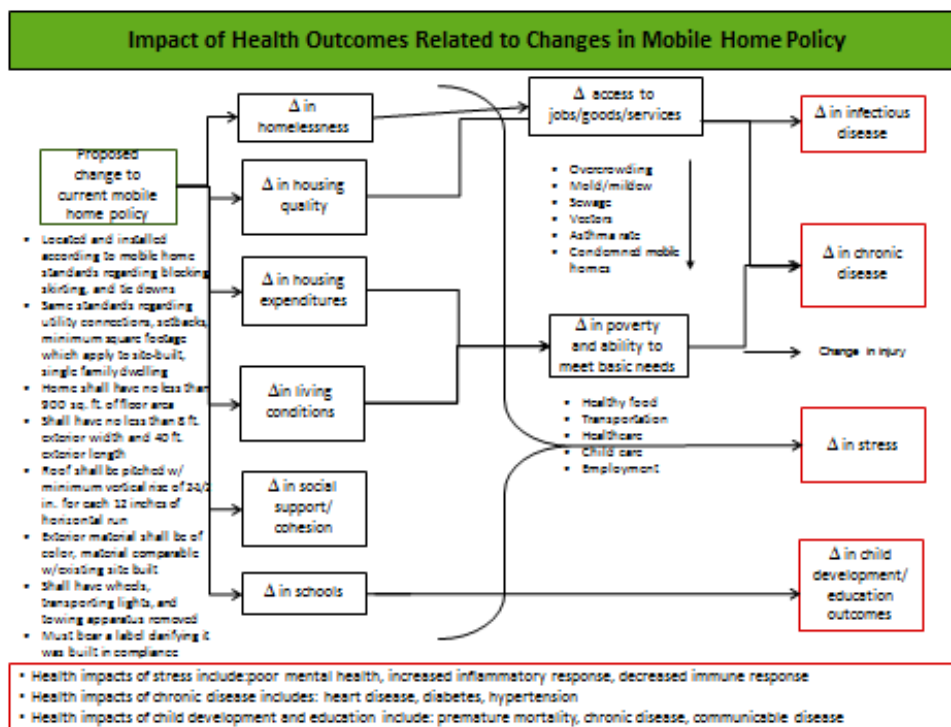 Impact of Health Outcomes Related to Changes in Mobile Home Policy
Proposed
change to
current mobile
home policy
• Located and installed
according to mobile home
standards regarding blocking,
skirting, and tie downs
• Same standards regarding
utility connections, setbacks,
minimum square footage
which apply to site-built,
single family dwelling
• Home shall have no less than
900 sq. ft. of floor area
• Shall have no less than 8 ft.
exterior width and 40 ft.
exterior length
• Roof shall be pitched w/
minimum vertical rise of 2-1/2
in. for each 12 inches of
horizontal run
• Exterior material shall be of
color, material comparable
w/existing site built
• Shall have wheels,
transporting lights, and
towing apparatus removed
• Must bear a label clarifying it
was built in compliance
Δ in
homelessness
Δ in housing
quality
Δ in housing
expenditures
Δin living
conditions
Δ in social
support/
cohesion
Δ in schools
Δ access to
jobs/goods/services
• Overcrowding
• Mold/mildew
• Sewage
• Vectors
• Asthma rate
• Condemned mobile
homes
Δ in poverty
and ability to
meet basic needs
• Healthy food
• Transportation
• Healthcare
• Child care
• Employment
Δ in infectious
disease
Δ in chronic
disease
Change in injury
Δ in stress
Δ in child
development/
education
outcomes
• Health impacts of stress include:poor mental health, increased inflammatory response, decreased immune response
• Health impacts of chronic disease includes: heart disease, diabetes, hypertension
• Health impacts of child development and education include: premature mortality, chronic disease, communicable disease